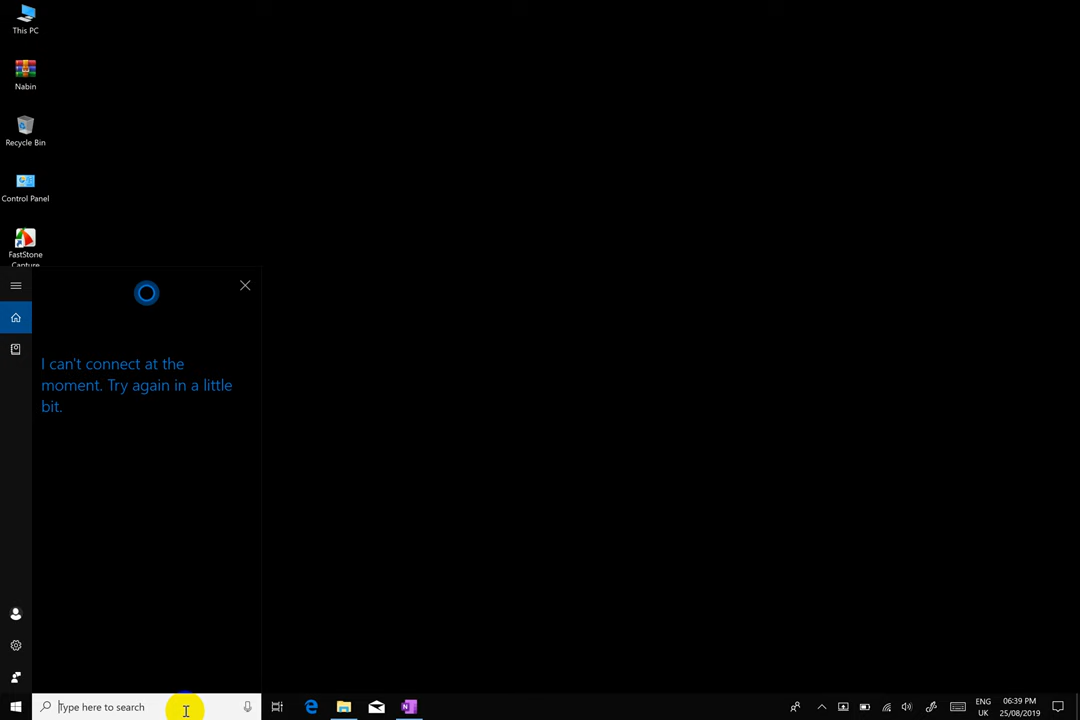 This PC
Nabin
Recycle Bin
Control Panel
FastStone
Capture
I can't connect at the
moment. Try again in a little
bit.
Type here to search
ENG
UK
06:39 PM
25/08/2019